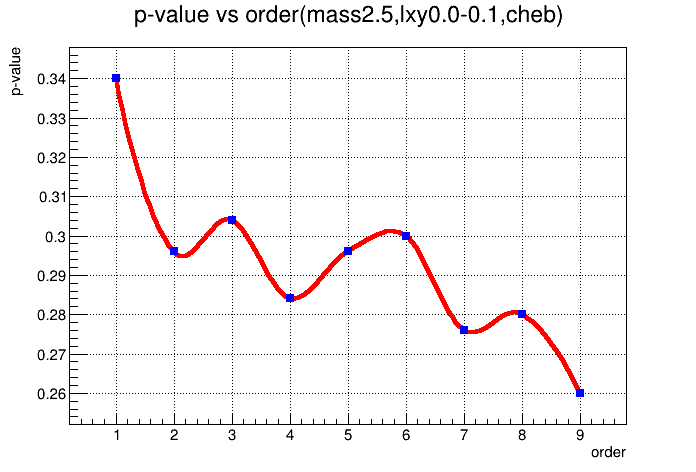 p-value vs order(mass2.5,lxy0.0-0.1,cheb)
p-value
0.34
0.33
0.32
0.31
0.3
0.29
0.28
0.27
0.26
1 2 3 4 5 6 7 8 9
order